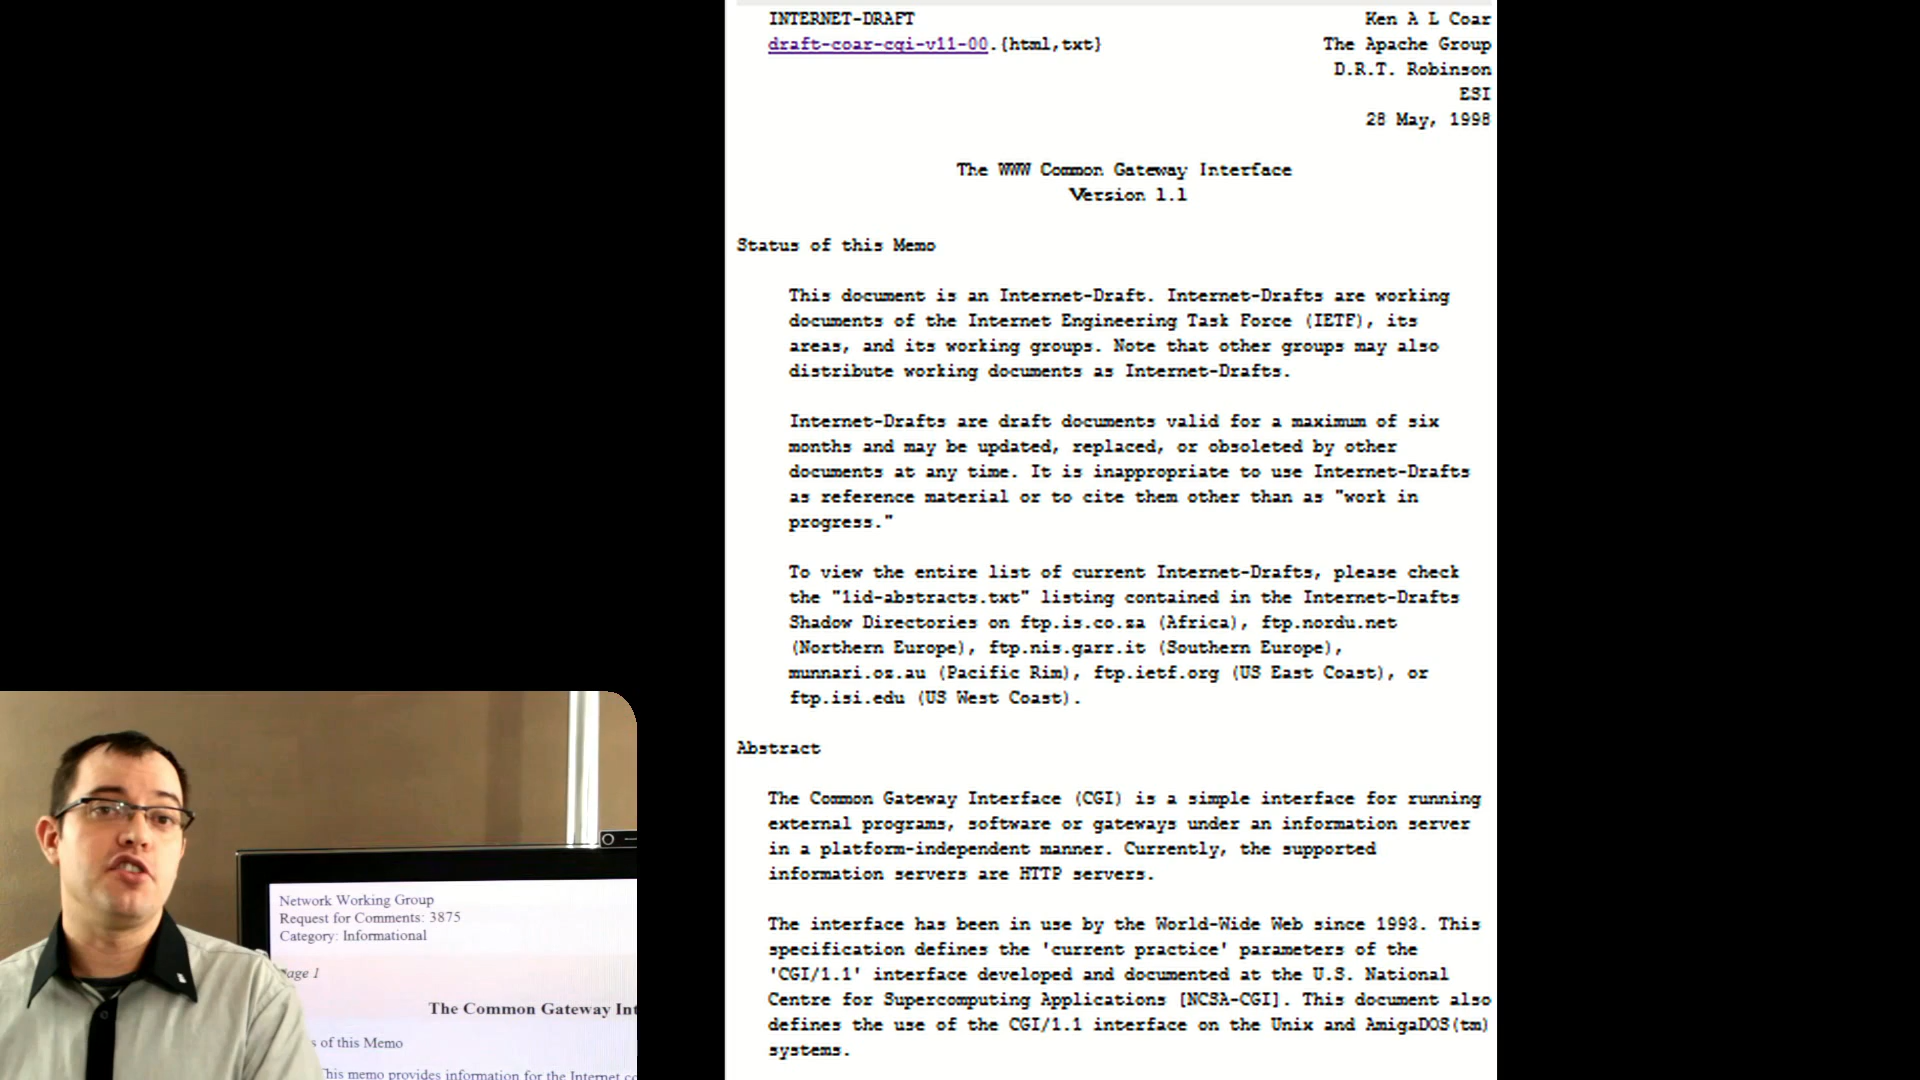 INTERNET-DRAFT Ken A L Coar
draft-coar-cgi-v11-00.{html,txt} The Apache Group
D.R.T. Robinson
ESI
28 May, 1998
The WWW Common Gateway Interface
Version 1.1
Status of this Memo
This document is an Internet-Draft. Internet-Drafts are working
documents of the Internet Engineering Task Force (IETF), its
areas, and its working groups. Note that other groups may also
distribute working documents as Internet-Drafts.
Internet-Drafts are draft documents valid for a maximum of six
months and may be updated, replaced, or obsoleted by other
documents at any time. It is inappropriate to use Internet-Drafts
as reference material or to cite them other than as "work in
progress."
To view the entire list of current Internet-Drafts, please check
the "1id-abstracts.txt" listing contained in the Internet-Drafts
Shadow Directories on ftp.is.co.za (Africa), ftp.nordu.net
(Northern Europe), ftp.nis.garr.it (Southern Europe),
munnari.oz.au (Pacific Rim), ftp.ietf.org (US East Coast), or
ftp.isi.edu (US West Coast).
Abstract
The Common Gateway Interface (CGI) is a simple interface for running
external programs, software or gateways under an information server
in a platform-independent manner. Currently, the supported
information servers are HTTP servers.
The interface has been in use by the World-Wide Web since 1993. This
specification defines the 'current practice' parameters of the
'CGI/1.1' interface developed and documented at the U.S. National
Centre for Supercomputing Applications [NCSA-CGI]. This document also
defines the use of the CGI/1.1 interface on the Unix and AmigaDOS(tm)
systems.
Network Working Group
Request for Comments: 3875
Category: Informational
age 1
The Common Gateway Int
s of this Memo
This memo provides information for the Internet co